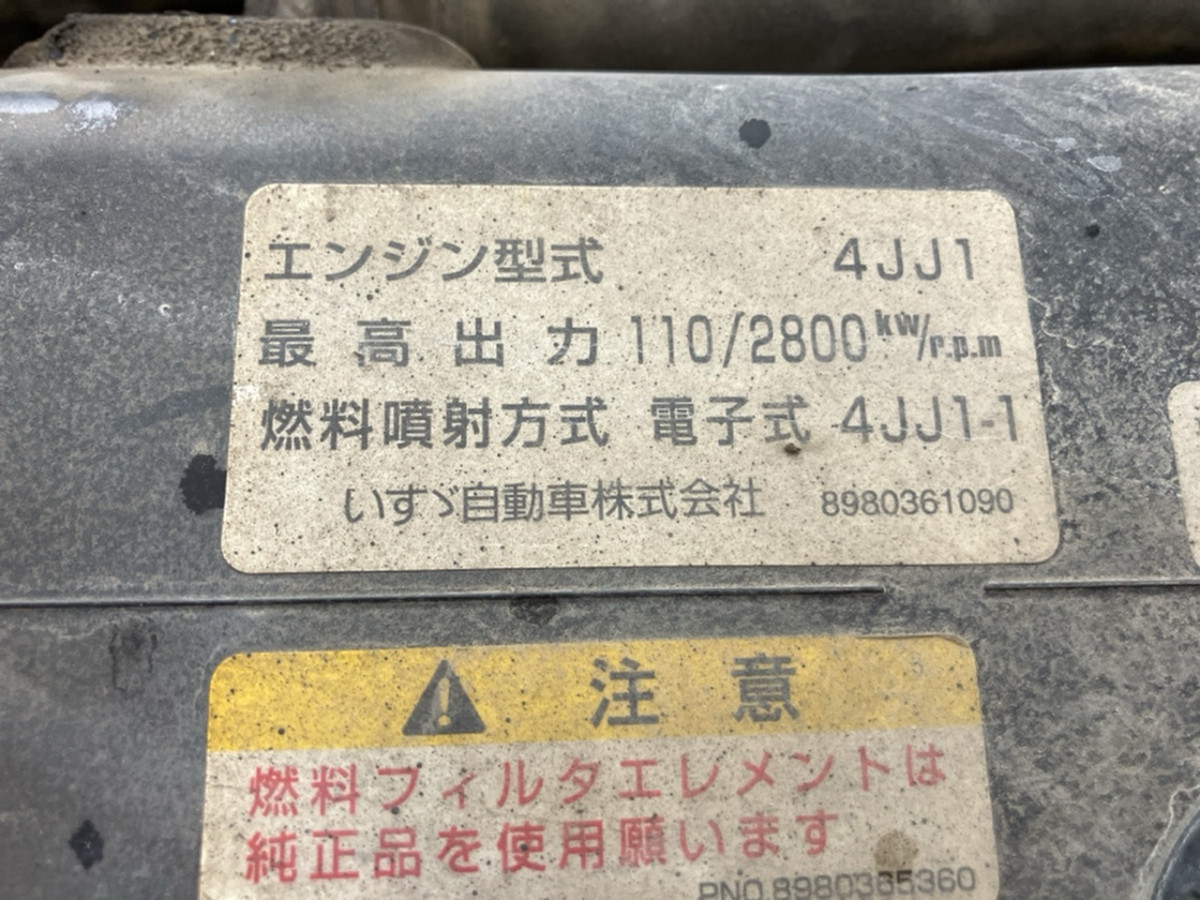 エンジン型式 4JJ1
最高出力 110/2800kw/r.p.m
燃料噴射方式 電子式 4JJ1-1
いすゞ自動車株式会社 8980361090
注意
燃料フィルタエレメントは
純正品を使用願います
PNO.8980365360